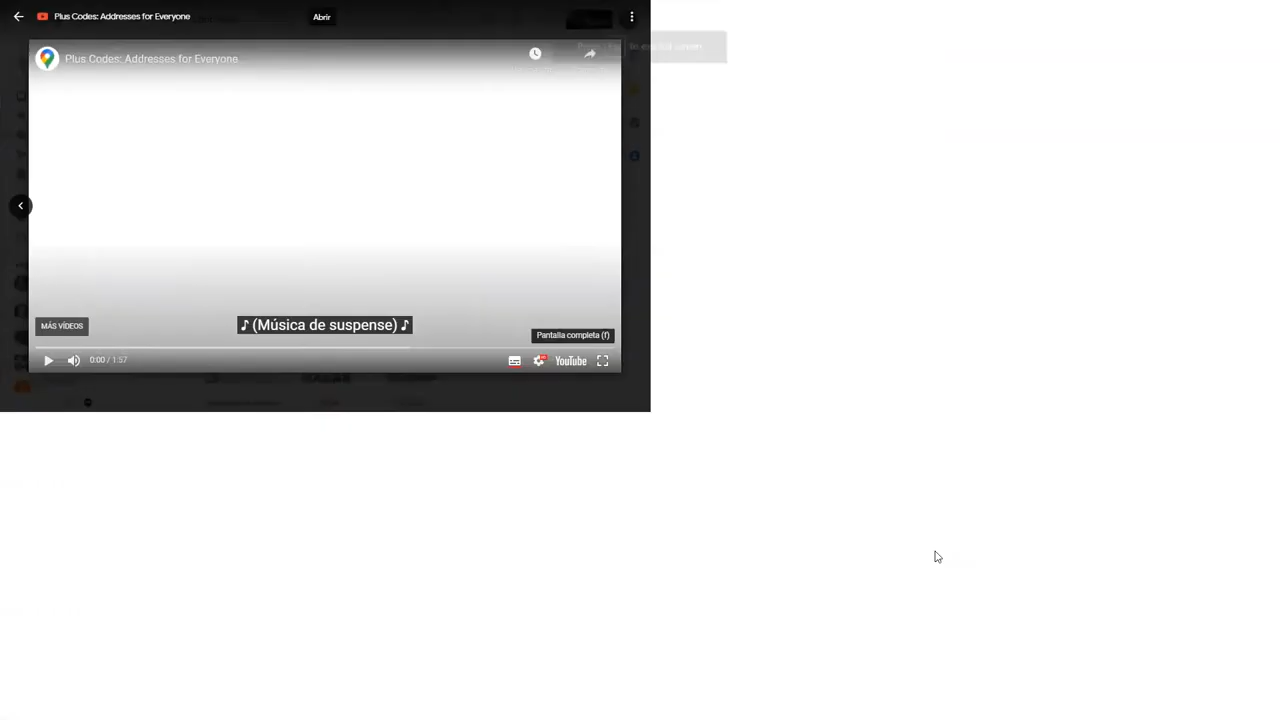 Plus Codes: Addresses for Everyone
Abrir
Plus Codes: Addresses for Everyone
MÁS VÍDEOS
♪ (Música de suspense) ♪
Pantalla completa (f)
0:00 / 1:57
YouTube